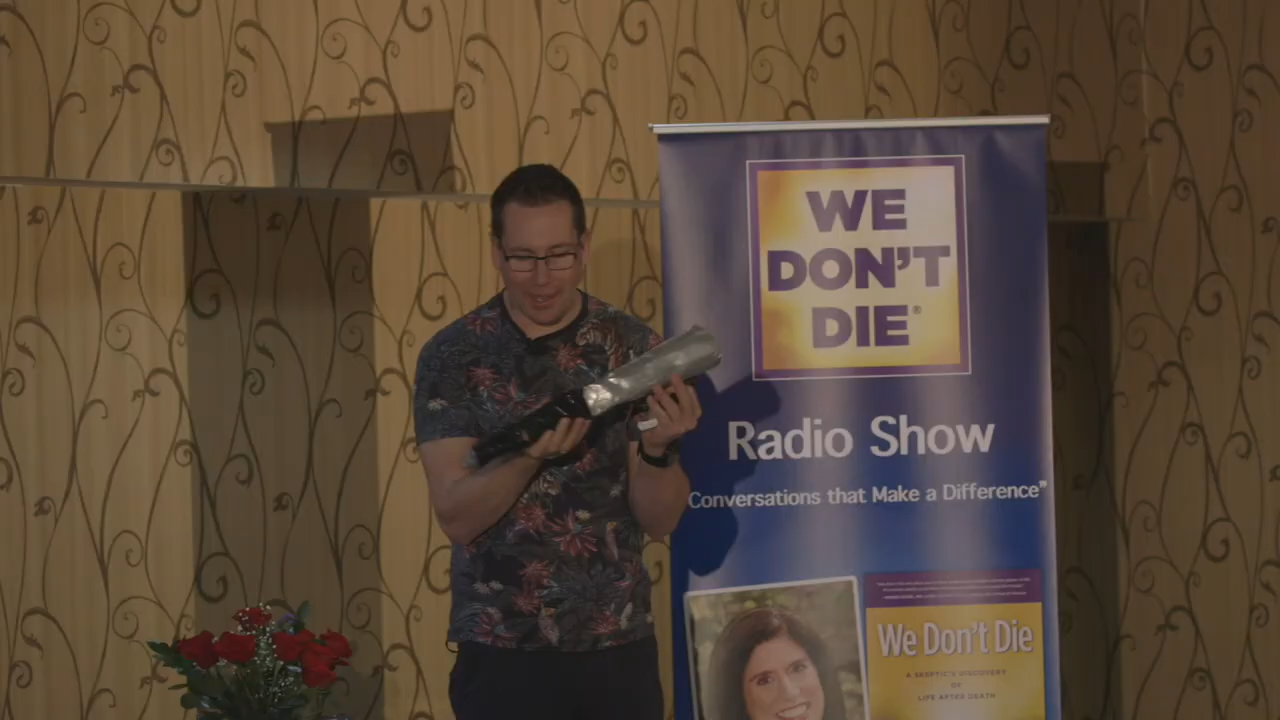 WE
DON'T
DIE®
Radio Show
Conversations that Make a Difference"
We Don't Die
A SKEPTIC'S DISCOVERY
OF
LIFE AFTER DEATH